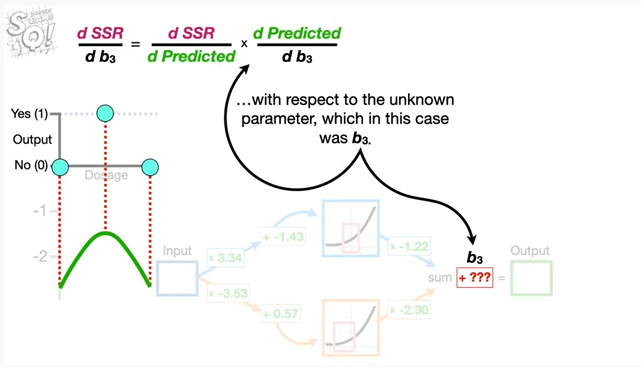 SQ!
d SSR / d b₃ = d SSR / d Predicted x d Predicted / d b₃
...with respect to the unknown
parameter, which in this case
was b₃.
Yes (1)
Output
No (0)
Dosage
-1
-2
Input
x 3.34
+ -1.43
x -1.22
x -3.53
+ 0.57
x -2.30
b₃
sum + ??? =
Output